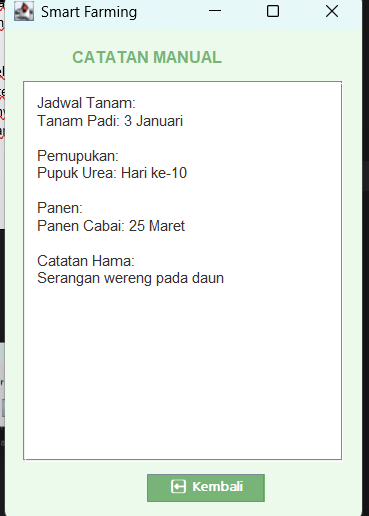 Smart Farming
CATATAN MANUAL
Jadwal Tanam:
Tanam Padi: 3 Januari
Pemupukan:
Pupuk Urea: Hari ke-10
Panen:
Panen Cabai: 25 Maret
Catatan Hama:
Serangan wereng pada daun
Kembali